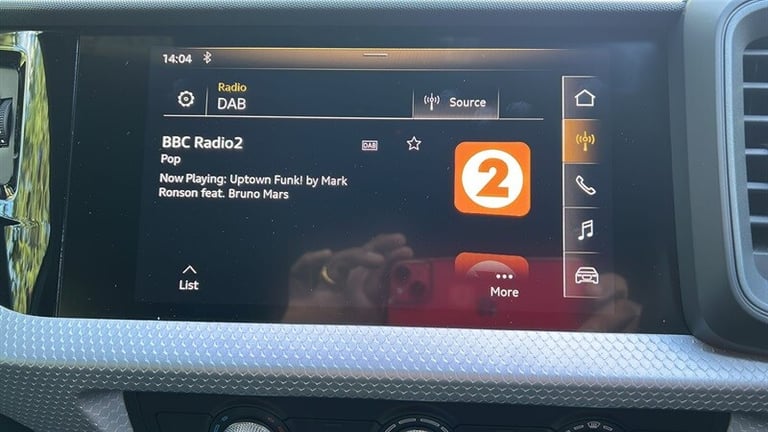 14:04
Radio
DAB
Source
BBC Radio2
DAB
Pop
Now Playing: Uptown Funk! by Mark
Ronson feat. Bruno Mars
2
List
More